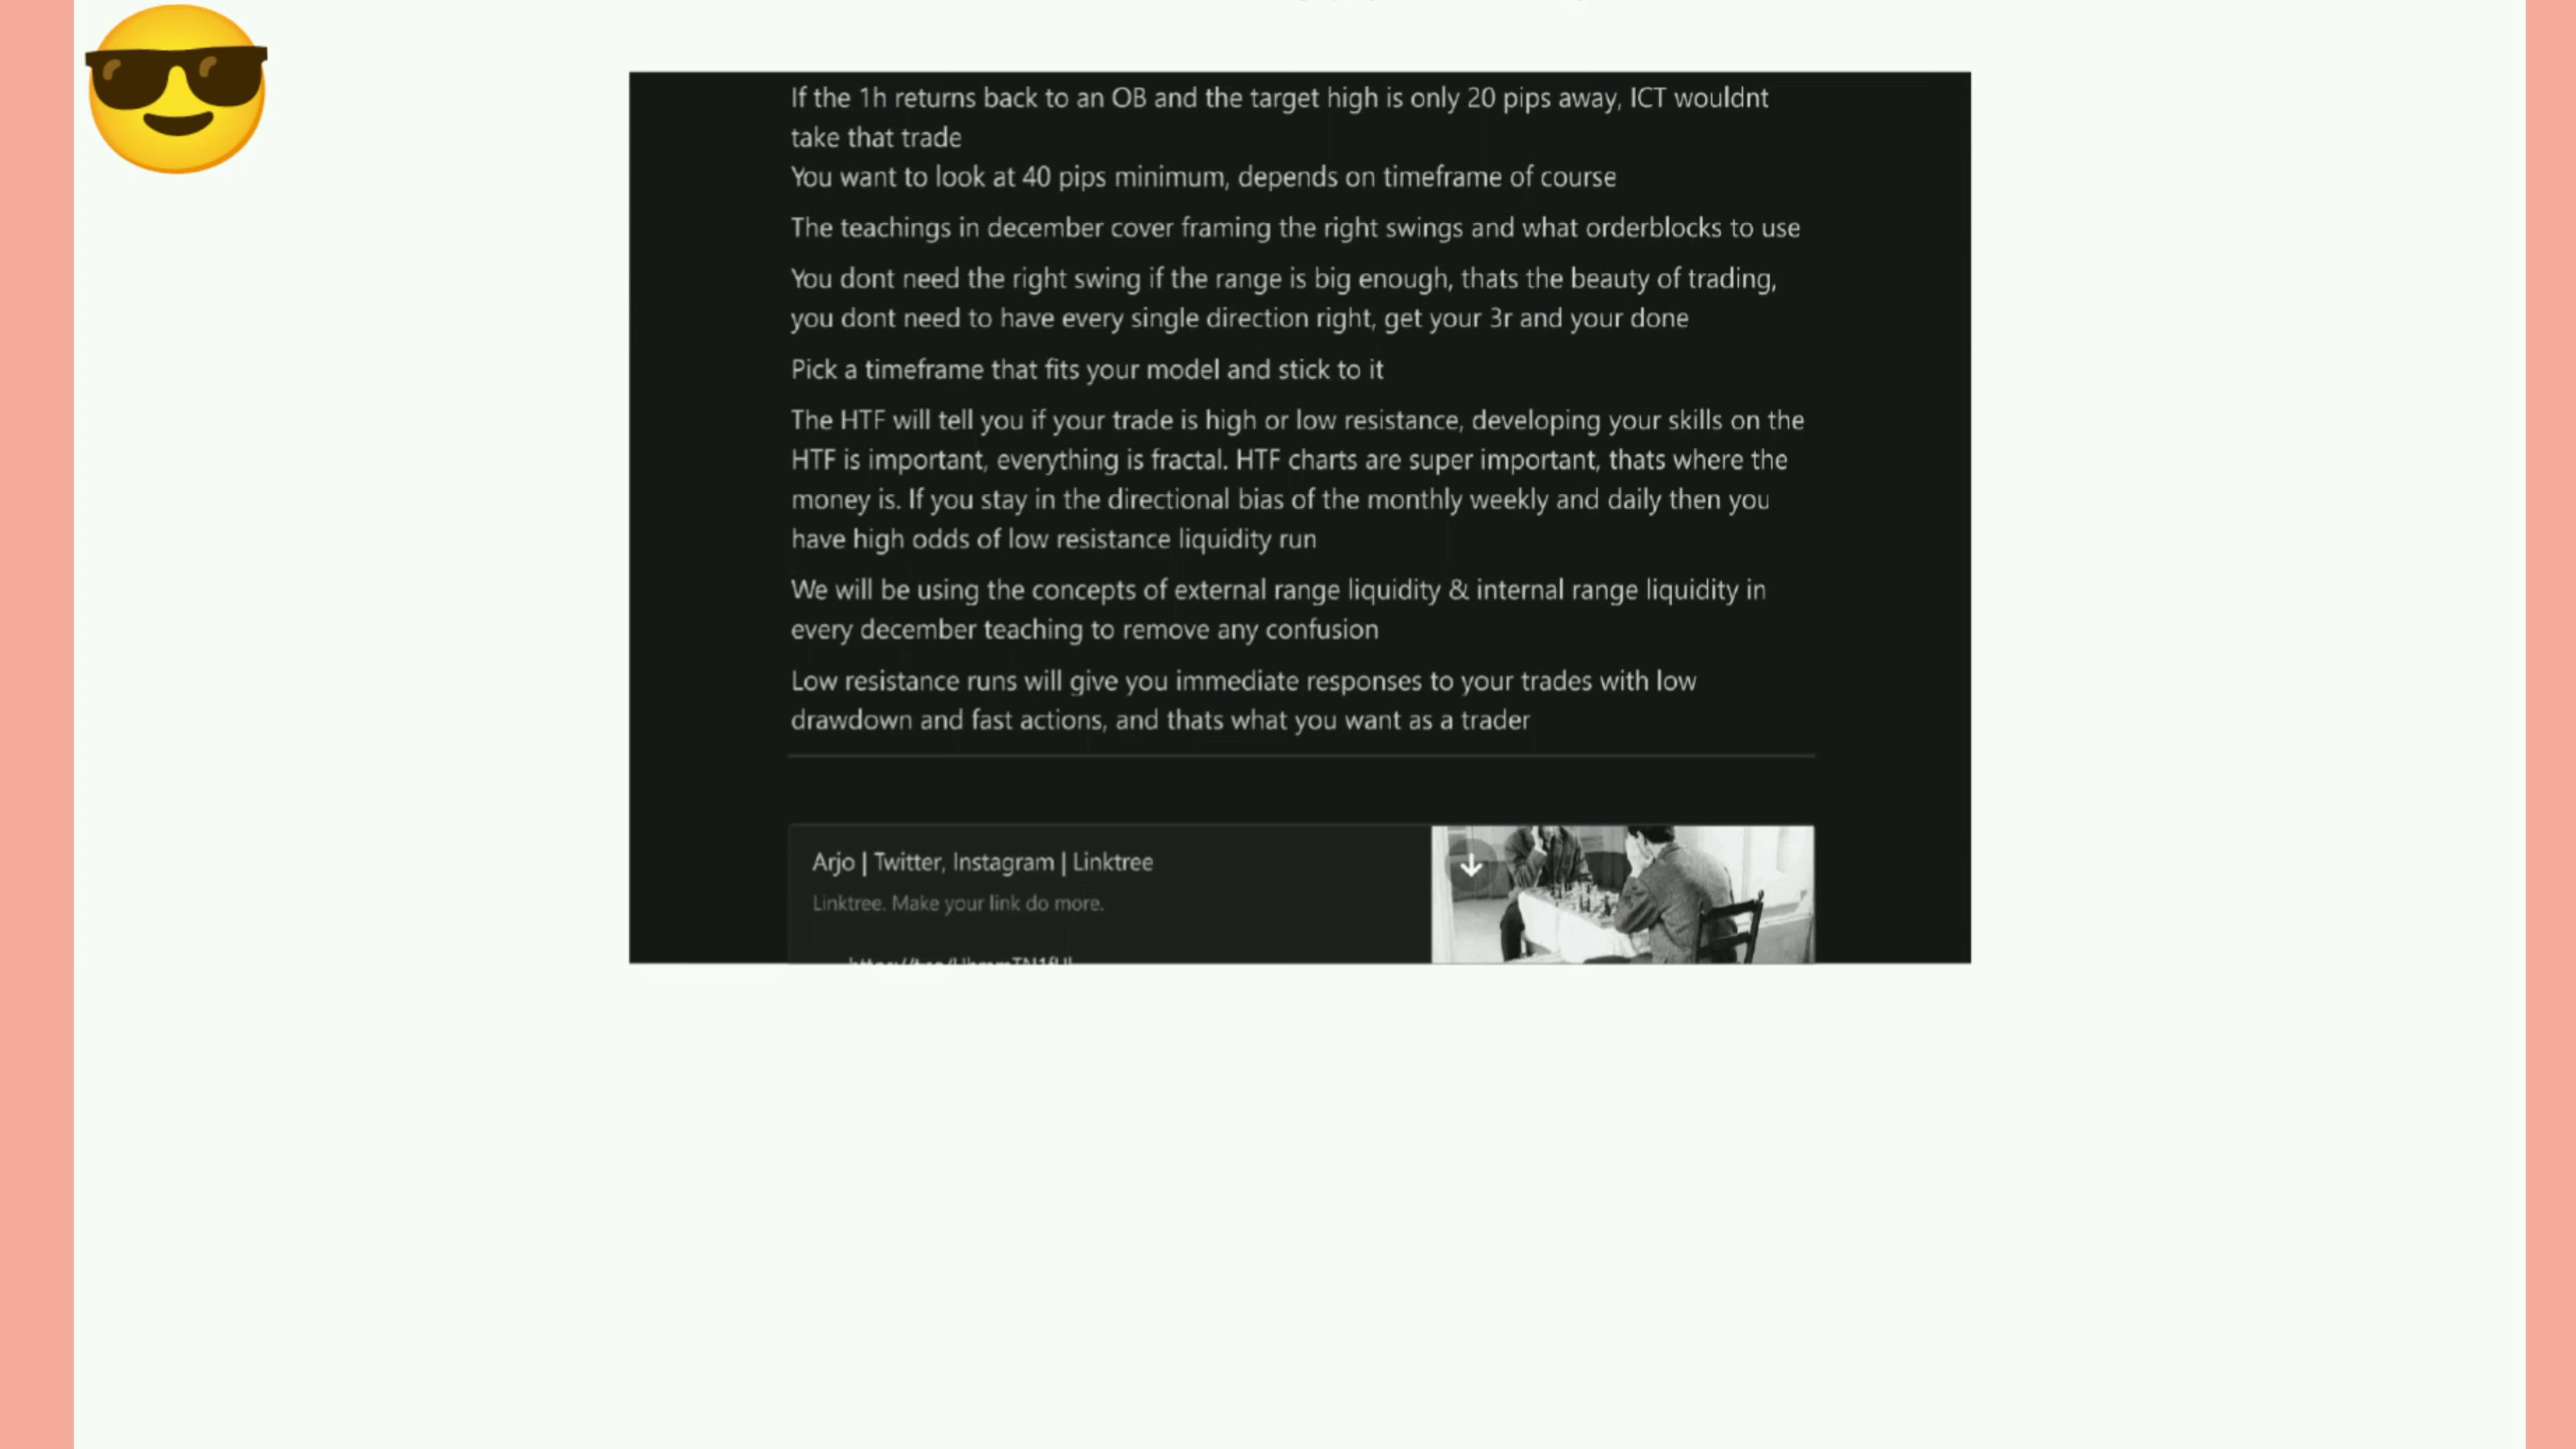 If the 1h returns back to an OB and the target high is only 20 pips away, ICT wouldnt
take that trade
You want to look at 40 pips minimum, depends on timeframe of course
The teachings in december cover framing the right swings and what orderblocks to use
You dont need the right swing if the range is big enough, thats the beauty of trading,
you dont need to have every single direction right, get your 3r and your done
Pick a timeframe that fits your model and stick to it
The HTF will tell you if your trade is high or low resistance, developing your skills on the
HTF is important, everything is fractal. HTF charts are super important, thats where the
money is. If you stay in the directional bias of the monthly weekly and daily then you
have high odds of low resistance liquidity run
We will be using the concepts of external range liquidity & internal range liquidity in
every december teaching to remove any confusion
Low resistance runs will give you immediate responses to your trades with low
drawdown and fast actions, and thats what you want as a trader
Arjo | Twitter, Instagram | Linktree
Linktree. Make your link do more.